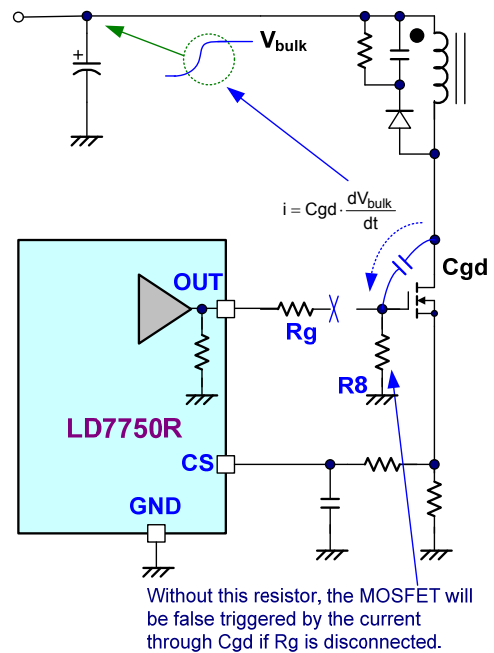 +
Vbulk
i = Cgd · dVbulk
dt
Cgd
OUT
Rg
R8
LD7750R
CS
GND
Without this resistor, the MOSFET will
be false triggered by the current
through Cgd if Rg is disconnected.